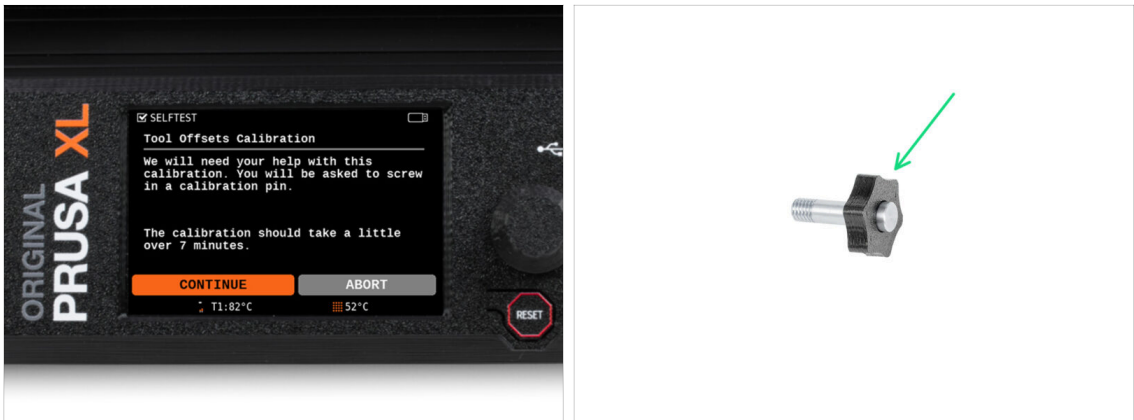 ORIGINAL
PRUSA XL
SELFTEST
Tool Offsets Calibration
We will need your help with this
calibration. You will be asked to screw
in a calibration pin.
The calibration should take a little
over 7 minutes.
CONTINUE
ABORT
T1:82°C
52°C
RESET